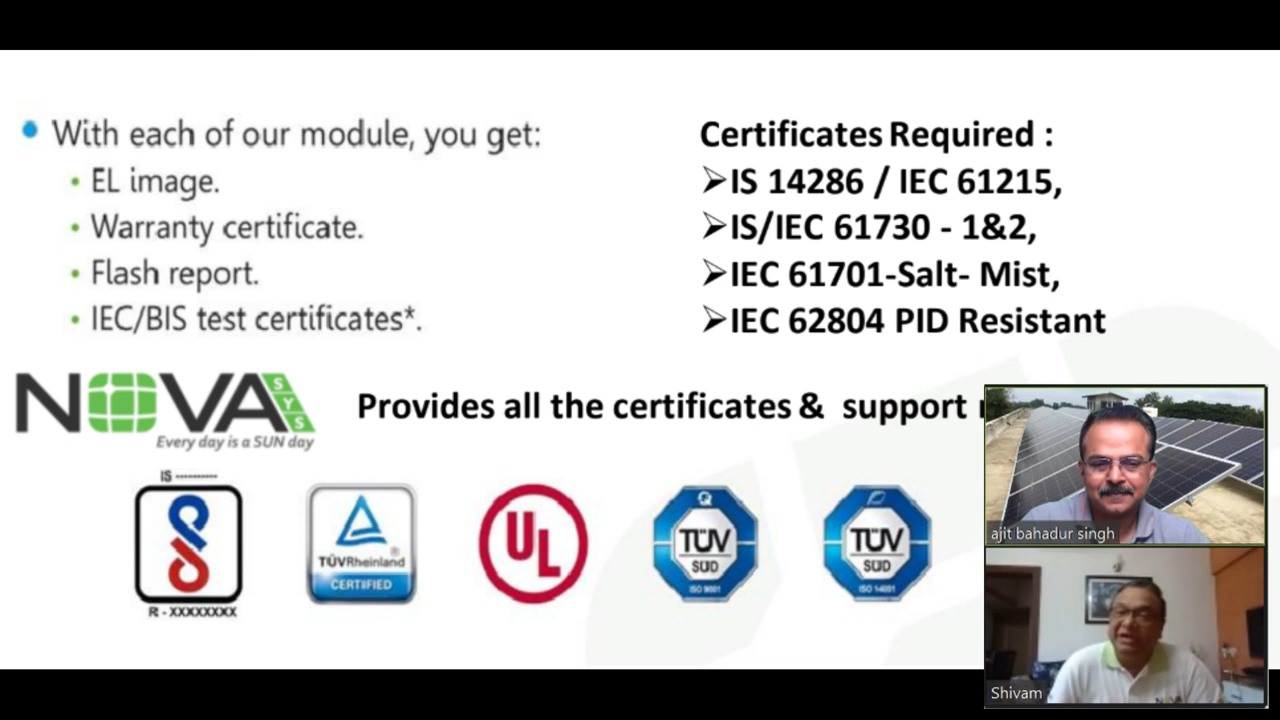 With each of our module, you get:
EL image.
Warranty certificate.
Flash report.
IEC/BIS test certificates*.
Certificates Required :
IS 14286 / IEC 61215,
IS/IEC 61730 - 1&2,
IEC 61701-Salt- Mist,
IEC 62804 PID Resistant
NOVA SYS
Every day is a SUN day
Provides all the certificates & support
IS ----------
R - XXXXXXXX
TÜVRheinland®
CERTIFIED
UL
TÜV
SÜD
ISO 9001
TÜV
SÜD
ISO 14001
ajit bahadur singh
Shivam